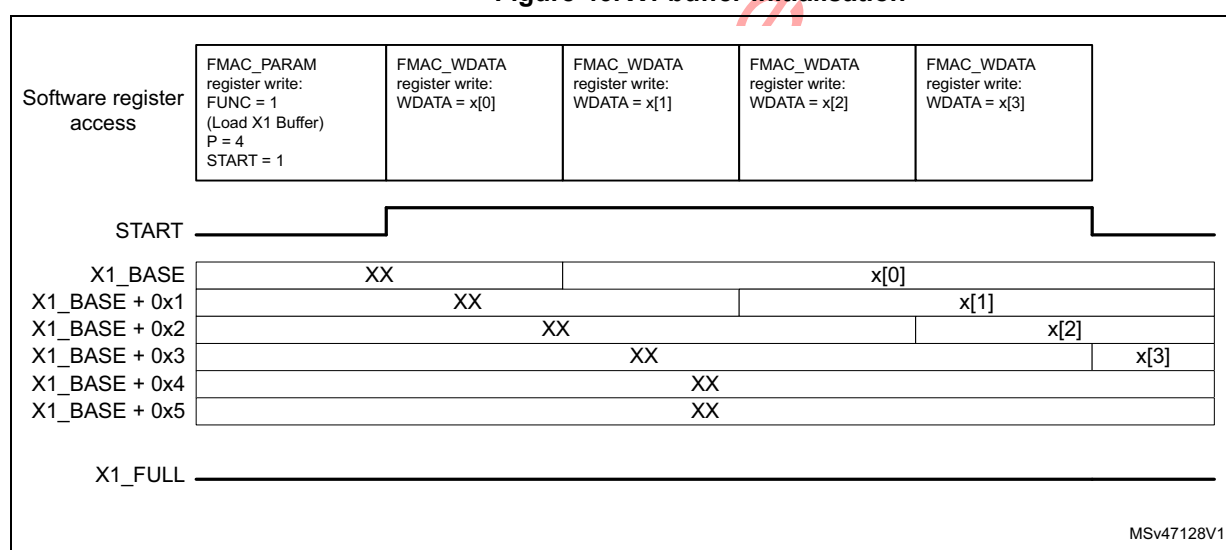 FMAC_PARAM
register write:
FUNC = 1
(Load X1 Buffer)
P = 4
START = 1
FMAC_WDATA
register write:
WDATA = x[0]
FMAC_WDATA
register write:
WDATA = x[1]
FMAC_WDATA
register write:
WDATA = x[2]
FMAC_WDATA
register write:
WDATA = x[3]
Software register
access
START
X1_BASE XX x[0]
X1_BASE + 0x1 XX x[1]
X1_BASE + 0x2 XX x[2]
X1_BASE + 0x3 XX x[3]
X1_BASE + 0x4 XX
X1_BASE + 0x5 XX
X1_FULL
MSv47128V1